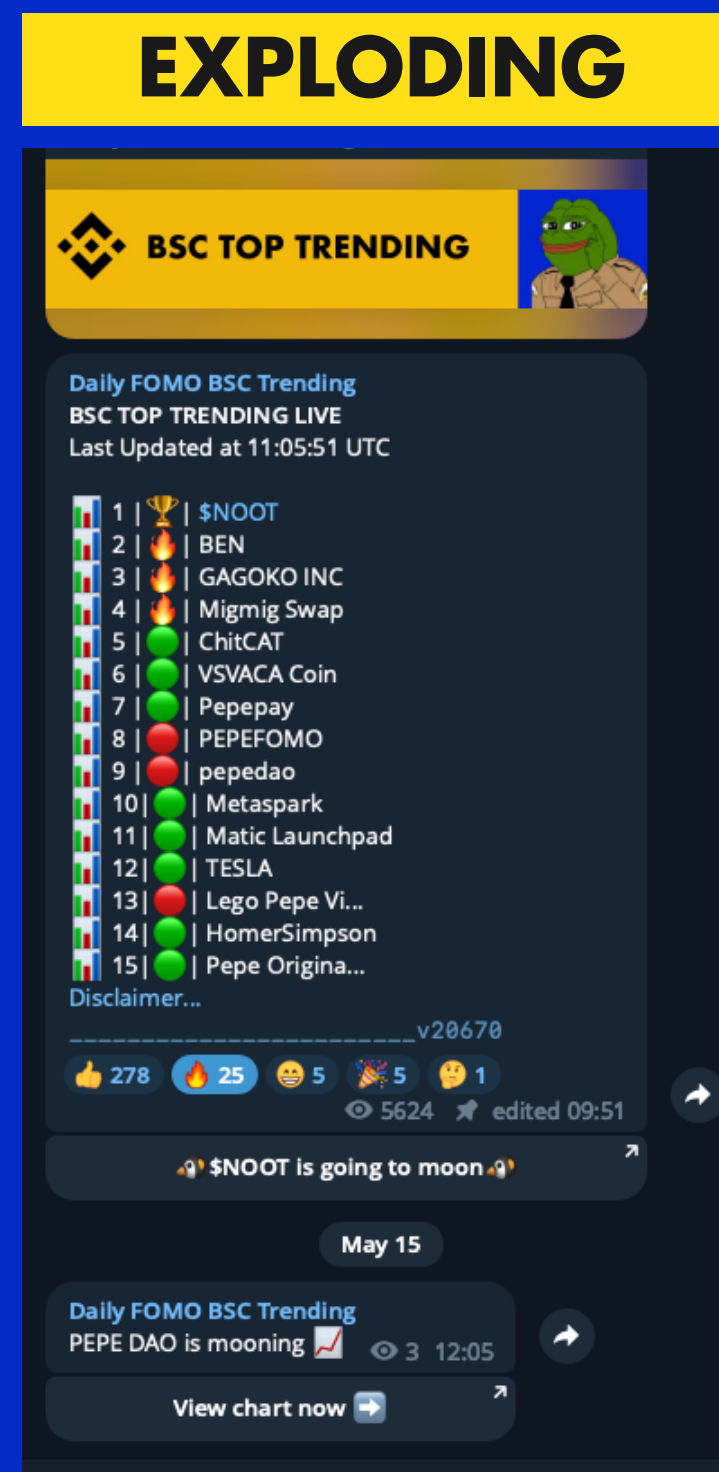 EXPLODING
BSC TOP TRENDING
Daily FOMO BSC Trending
BSC TOP TRENDING LIVE
Last Updated at 11:05:51 UTC
1 | 🏆 | $NOOT
2 | 🔥 | BEN
3 | 🔥 | GAGOKO INC
4 | 🔥 | Migmig Swap
5 | 🟢 | ChitCAT
6 | 🟢 | VSVACA Coin
7 | 🟢 | Pepepay
8 | 🔴 | PEPEFOMO
9 | 🔴 | pepedao
10| 🟢 | Metaspark
11| 🟢 | Matic Launchpad
12| 🟢 | TESLA
13| 🔴 | Lego Pepe Vi...
14| 🟢 | HomerSimpson
15| 🟢 | Pepe Origina...
Disclaimer...
________________________v20670
👍 278 🔥 25 😁 5 🎉 5 🤔 1
5624 edited 09:51
$NOOT is going to moon
May 15
Daily FOMO BSC Trending
PEPE DAO is mooning 📈 3 12:05
View chart now ➡️